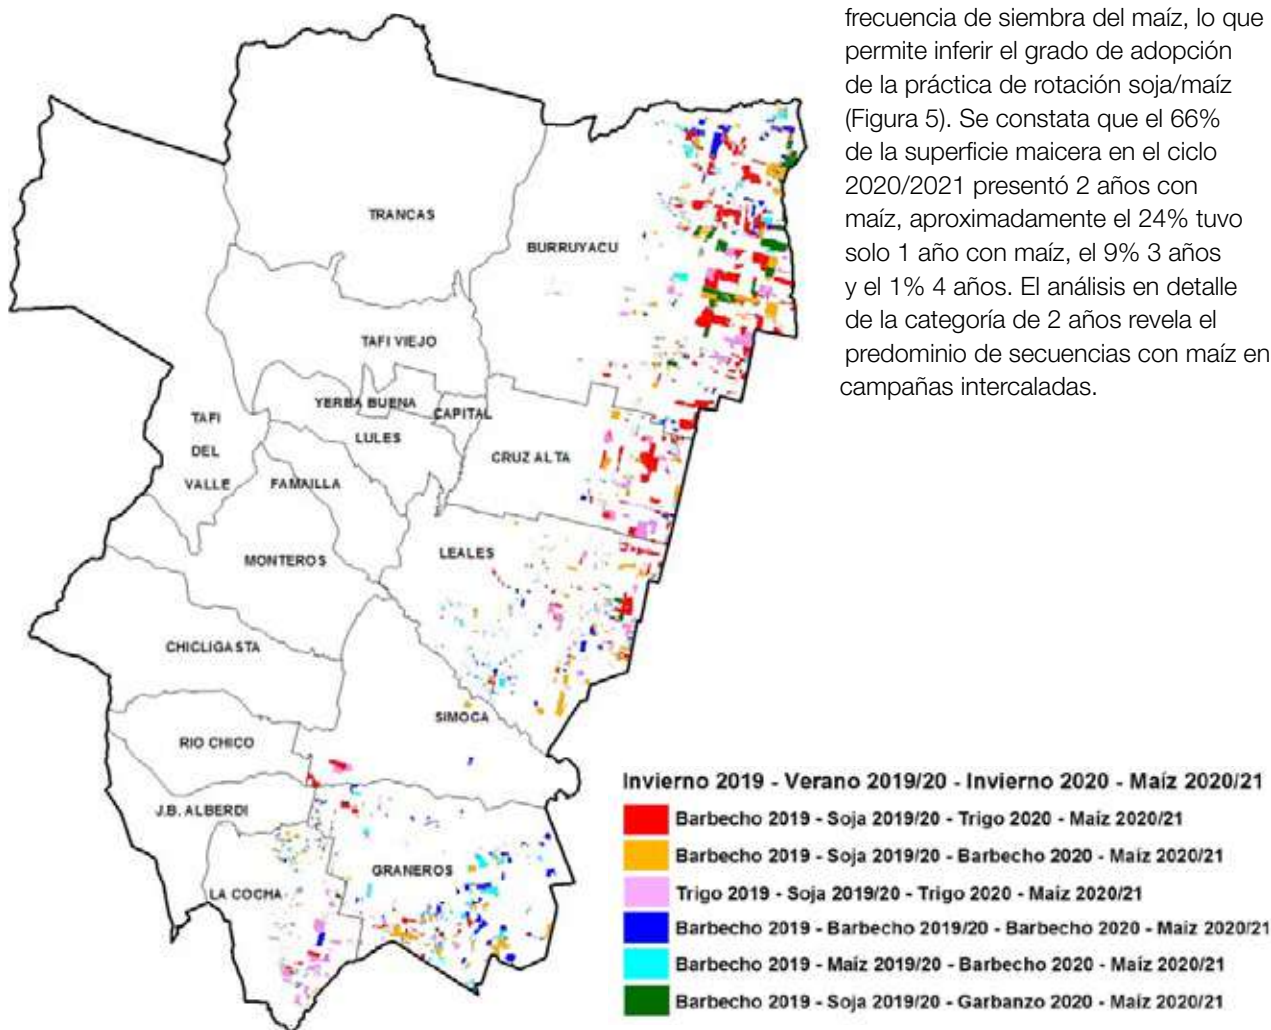 frecuencia de siembra del maíz, lo que
permite inferir el grado de adopción
de la práctica de rotación soja/maíz
(Figura 5). Se constata que el 66%
de la superficie maicera en el ciclo
2020/2021 presentó 2 años con
maíz, aproximadamente el 24% tuvo
solo 1 año con maíz, el 9% 3 años
y el 1% 4 años. El análisis en detalle
de la categoría de 2 años revela el
predominio de secuencias con maíz en
campañas intercaladas.
TRANCAS
BURRUYACU
TAFI VIEJO
YERBA BUENA
CAPITAL
TAFI
DEL
VALLE
LULES
CRUZ ALTA
FAMAILLA
LEALES
MONTEROS
CHICLIGASTA
SIMOCA
RIO CHICO
J.B. ALBERDI
GRANEROS
LA COCHA
Invierno 2019 - Verano 2019/20 - Invierno 2020 - Maíz 2020/21
Barbecho 2019 - Soja 2019/20 - Trigo 2020 - Maíz 2020/21
Barbecho 2019 - Soja 2019/20 - Barbecho 2020 - Maíz 2020/21
Trigo 2019 - Soja 2019/20 - Trigo 2020 - Maíz 2020/21
Barbecho 2019 - Barbecho 2019/20 - Barbecho 2020 - Maíz 2020/21
Barbecho 2019 - Maíz 2019/20 - Barbecho 2020 - Maíz 2020/21
Barbecho 2019 - Soja 2019/20 - Garbanzo 2020 - Maíz 2020/21